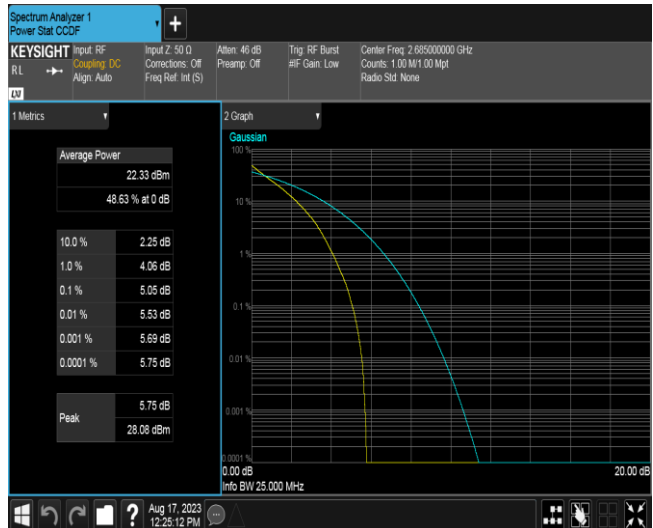 Spectrum Analyzer 1
Power Stat CCDF
+
KEYSIGHT
RL
LXI
Input: RF
Coupling: DC
Align: Auto
Input Z: 50 Ω
Corrections: Off
Freq Ref: Int (S)
Atten: 46 dB
Preamp: Off
Trig: RF Burst
#IF Gain: Low
Center Freq: 2.685000000 GHz
Counts: 1.00 M/1.00 Mpt
Radio Std: None
1 Metrics
Average Power
22.33 dBm
48.63 % at 0 dB
10.0 % 2.25 dB
1.0 % 4.06 dB
0.1 % 5.05 dB
0.01 % 5.53 dB
0.001 % 5.69 dB
0.0001 % 5.75 dB
Peak
5.75 dB
28.08 dBm
2 Graph
Gaussian
100 %
10 %
1 %
0.1 %
0.01 %
0.001 %
0.0001 %
0.00 dB 20.00 dB
Info BW 25.000 MHz
?
Aug 17, 2023
12:25:12 PM